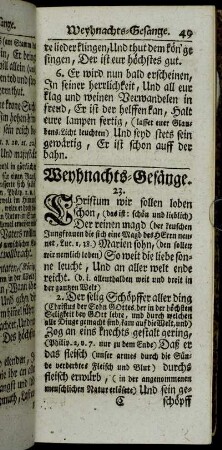 Weyhnachts-Gesänge. 49
re lieder klingen, Und thut dem kön'ge
singen, Der ist eur höchstes gut.
6. Er wird nun bald erscheinen,
In seiner herrlichkeit, Und all eur
klag und weinen Verwandelen in
freud, Er ists der helffen kan, Halt
eure lampen fertig, (lasset euer Glau-
bens-Licht leuchten) Und seyd stets sein
gewärtig, Er ist schon auff der
bahn.
Weyhnachts-Gesänge.
23.
Christum wir sollen loben
schon, (das ist: schön und lieblich)
Der reinen magd (der keuschen
Jungfrauen die sich eine Magd des HErrn nen-
net, Luc. 1, 38.) Marien sohn, (den sollen
wir nemlich loben) So weit die liebe son-
ne leucht, Und an aller welt ende
reicht. (d. i. allenthalben weit und breit in
der gantzen Welt)
2. Der selig Schöpffer aller ding
(Christus der Sohn GOttes, der in der höchsten
Seligkeit bey GOtt lebte, und durch welchen
alle Dinge gemacht sind, kam auf die Welt, und)
Zog an eins knechts gestalt gering,
(Philip. 2, v. 7. nur zu dem Ende) Daß er
das fleisch (unser armes durch die Sün-
de verderbtes Fleisch und Blut) durchs
fleisch erwürb, (in der angenommenen
menschlichen Natur erlösete) Und sein ge-
C schöpff